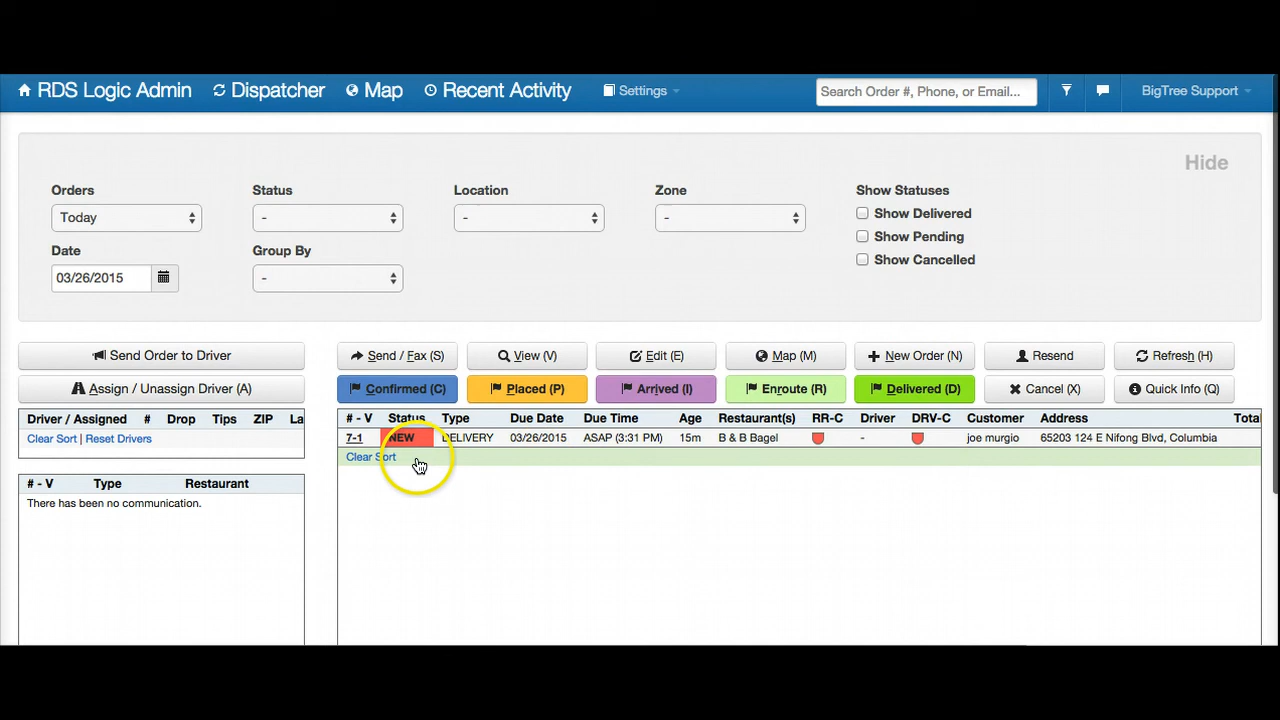 RDS Logic Admin Dispatcher Map Recent Activity Settings Search Order #, Phone, or Email... BigTree Support
Hide
Orders Status Location Zone Show Statuses
Today - - - Show Delivered
Show Pending
Date Group By
Show Cancelled
03/26/2015 -
Send Order to Driver Send / Fax (S) View (V) Edit (E) Map (M) New Order (N) Resend Refresh (H)
Assign / Unassign Driver (A) Confirmed (C) Placed (P) Arrived (I) Enroute (R) Delivered (D) Cancel (X) Quick Info (Q)
Driver / Assigned # Drop Tips ZIP La # - V Status Type Due Date Due Time Age Restaurant(s) RR-C Driver DRV-C Customer Address Total
Clear Sort | Reset Drivers 7-1 NEW DELIVERY 03/26/2015 ASAP (3:31 PM) 15m B & B Bagel - joe murgio 65203 124 E Nifong Blvd, Columbia
Clear Sort
# - V Type Restaurant
There has been no communication.